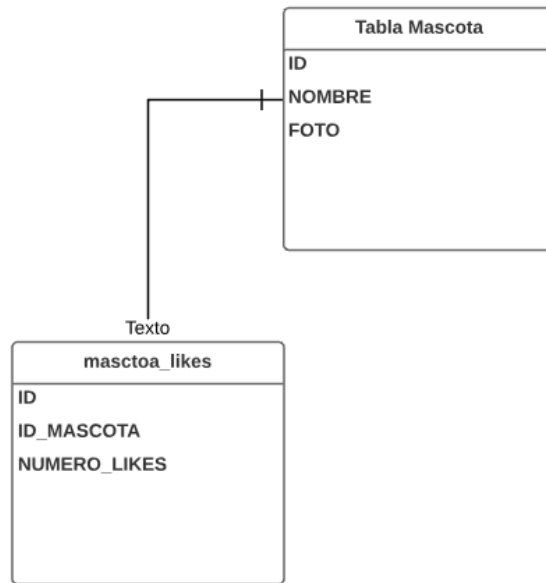 Tabla Mascota
ID
NOMBRE
FOTO
Texto
masctoa_likes
ID
ID_MASCOTA
NUMERO_LIKES